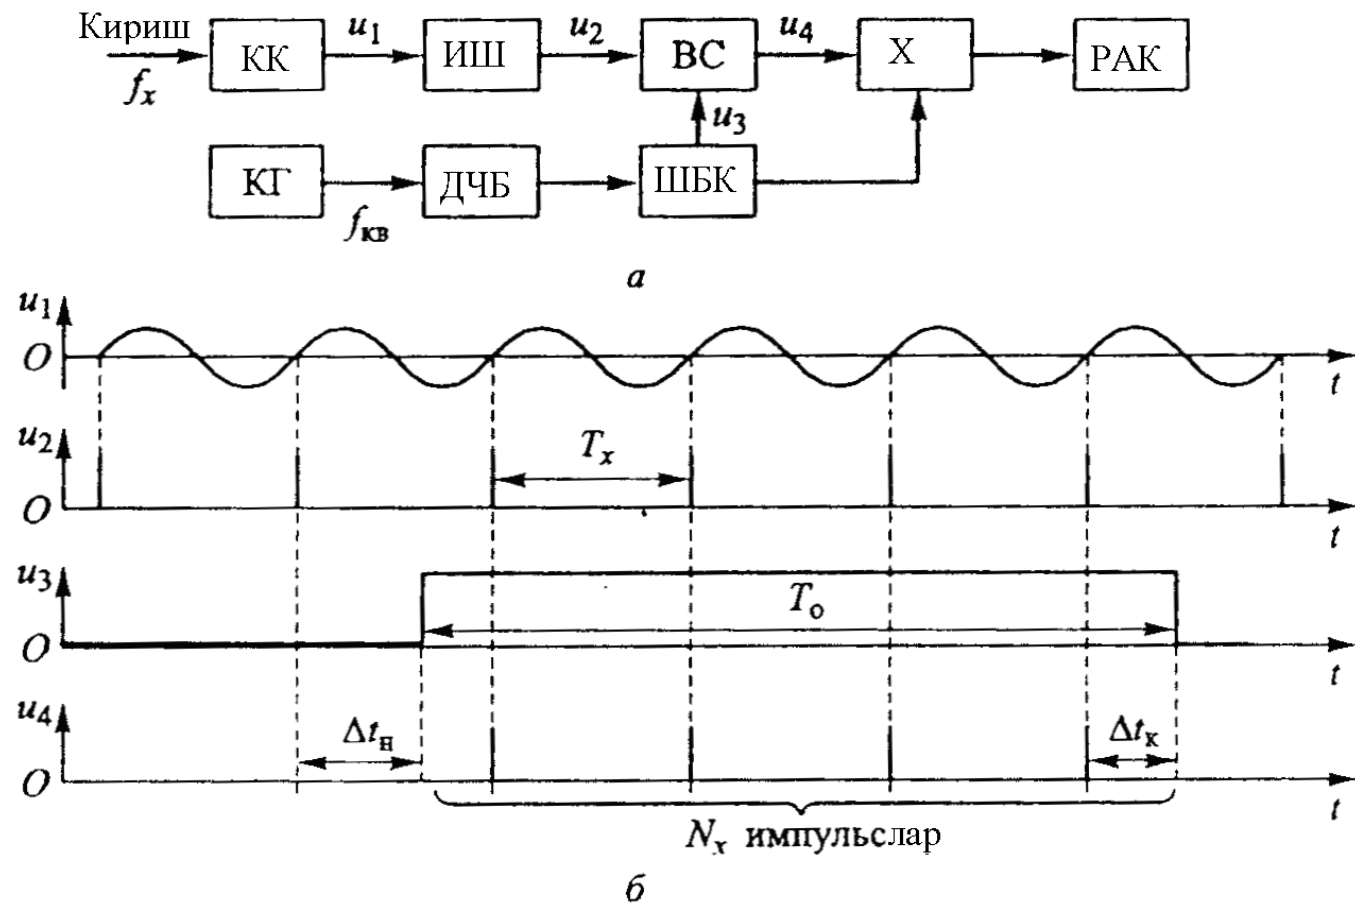 Кириш u₁ u₂ u₄
КК ИШ ВС Х РАК
fₓ u₃
КГ ДЧБ ШБК
fкв
а
u₁
O
t
u₂ Tₓ
O
t
u₃
Tо
O
t
u₄
Δtн Δtк
O
t
Nₓ импульслар
б